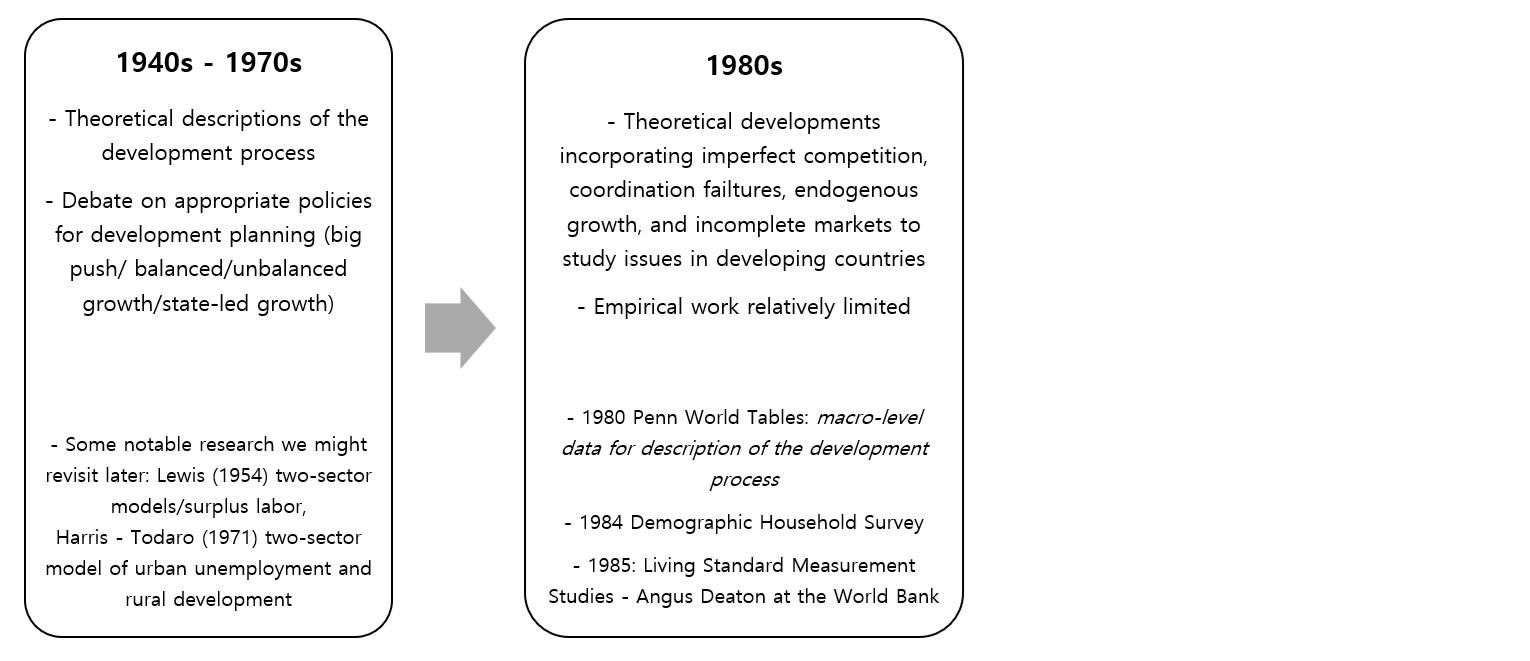 1940s - 1970s
- Theoretical descriptions of the
development process
- Debate on appropriate policies
for development planning (big
push/ balanced/unbalanced
growth/state-led growth)
- Some notable research we might
revisit later: Lewis (1954) two-sector
models/surplus labor,
Harris - Todaro (1971) two-sector
model of urban unemployment and
rural development
1980s
- Theoretical developments
incorporating imperfect competition,
coordination failtures, endogenous
growth, and incomplete markets to
study issues in developing countries
- Empirical work relatively limited
- 1980 Penn World Tables: macro-level
data for description of the development
process
- 1984 Demographic Household Survey
- 1985: Living Standard Measurement
Studies - Angus Deaton at the World Bank